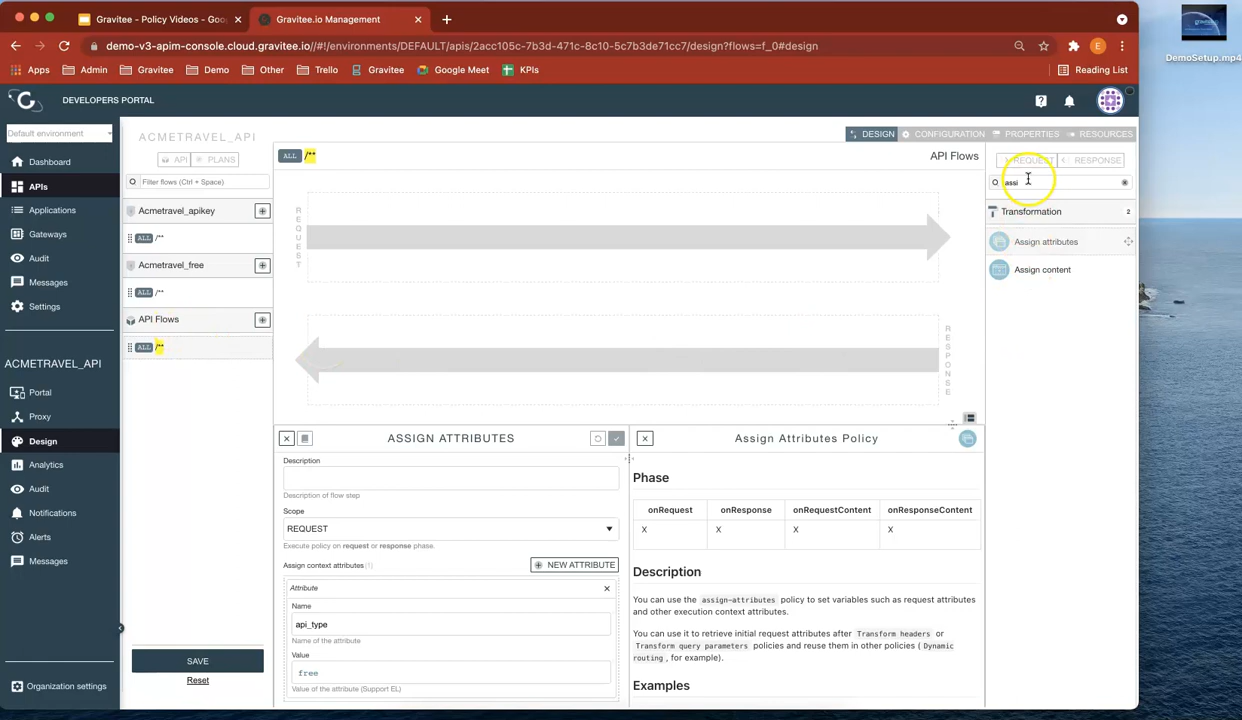 Gravitee - Policy Videos - Goo
Gravitee.io Management
demo-v3-apim-console.cloud.gravitee.io//#!/environments/DEFAULT/apis/2acc105c-7b3d-471c-8c10-5c7b3de71cc7/design?flows=f_0#design
Apps
Admin
Gravitee
Demo
Other
Trello
Gravitee
Google Meet
KPIs
Reading List
DemoSetup.mp4
DEVELOPERS PORTAL
Default environment
Dashboard
APIs
Applications
Gateways
Audit
Messages
Settings
ACMETRAVEL_API
Portal
Proxy
Design
Analytics
Audit
Notifications
Alerts
Messages
Organization settings
ACMETRAVEL_API
API
PLANS
Filter flows (Ctrl + Space)
Acmetravel_apikey
ALL /**
Acmetravel_free
ALL /**
API Flows
ALL /**
SAVE
Reset
DESIGN
CONFIGURATION
PROPERTIES
RESOURCES
ALL /**
API Flows
REQUEST
RESPONSE
REQUEST
RESPONSE
assi
Transformation
2
Assign attributes
Assign content
ASSIGN ATTRIBUTES
Description
Description of flow step
Scope
REQUEST
Execute policy on request or response phase.
Assign context attributes (1)
NEW ATTRIBUTE
Attribute
Name
api_type
Name of the attribute
Value
free
Value of the attribute (Support EL)
Assign Attributes Policy
Phase
onRequest onResponse onRequestContent onResponseContent
X X X X
Description
You can use the assign-attributes policy to set variables such as request attributes
and other execution context attributes.
You can use it to retrieve initial request attributes after Transform headers or
Transform query parameters policies and reuse them in other policies ( Dynamic
routing , for example).
Examples